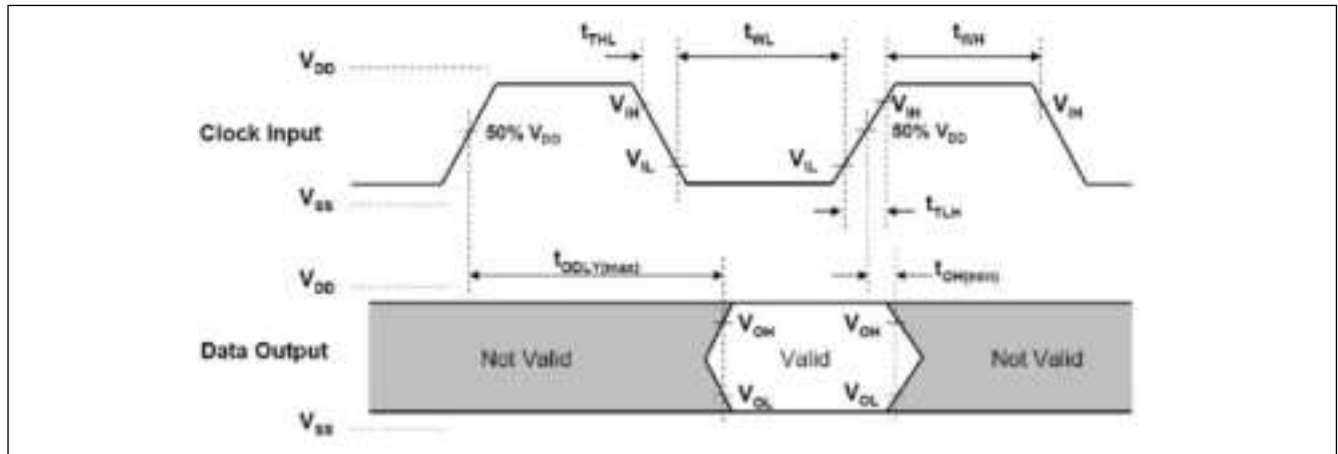 tTHL tWL tWH
VDD
VIH VIH VIH
Clock Input 50% VDD 50% VDD
VIL VIL
VSS
tTLH
tODLY(max) tOH(min)
VDD
VOH VOH
Data Output Not Valid Valid Not Valid
VOL VOL
VSS